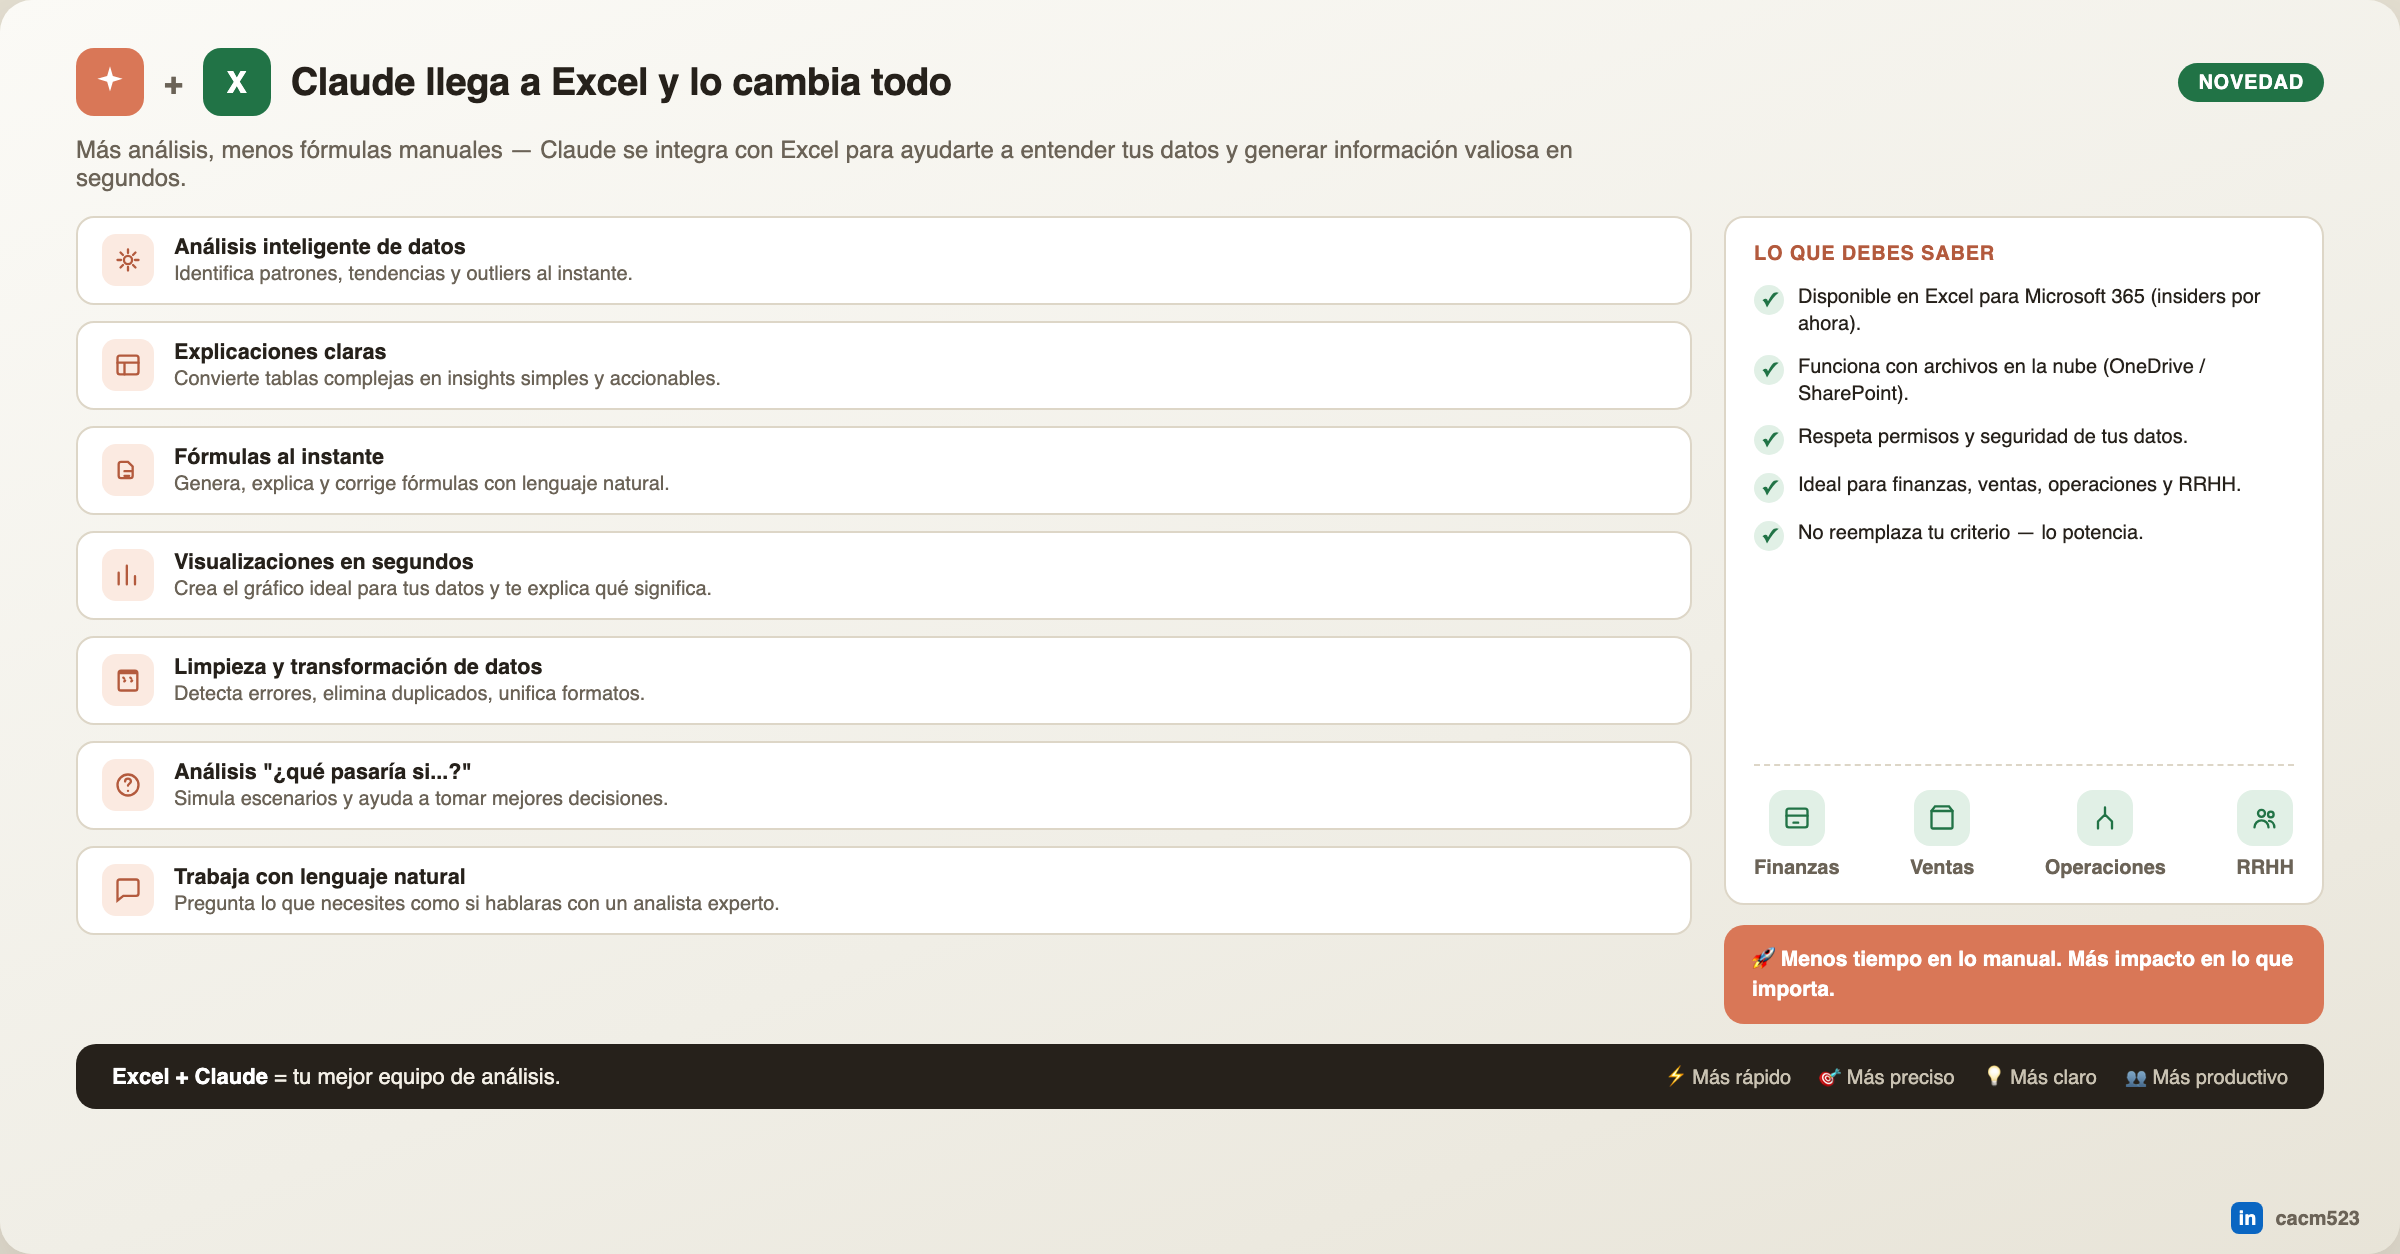 + X Claude llega a Excel y lo cambia todo
NOVEDAD
Más análisis, menos fórmulas manuales — Claude se integra con Excel para ayudarte a entender tus datos y generar información valiosa en
segundos.
Análisis inteligente de datos
Identifica patrones, tendencias y outliers al instante.
Explicaciones claras
Convierte tablas complejas en insights simples y accionables.
Fórmulas al instante
Genera, explica y corrige fórmulas con lenguaje natural.
Visualizaciones en segundos
Crea el gráfico ideal para tus datos y te explica qué significa.
Limpieza y transformación de datos
Detecta errores, elimina duplicados, unifica formatos.
Análisis "¿qué pasaría si...?"
Simula escenarios y ayuda a tomar mejores decisiones.
Trabaja con lenguaje natural
Pregunta lo que necesites como si hablaras con un analista experto.
LO QUE DEBES SABER
Disponible en Excel para Microsoft 365 (insiders por
ahora).
Funciona con archivos en la nube (OneDrive /
SharePoint).
Respeta permisos y seguridad de tus datos.
Ideal para finanzas, ventas, operaciones y RRHH.
No reemplaza tu criterio — lo potencia.
Finanzas Ventas Operaciones RRHH
🚀 Menos tiempo en lo manual. Más impacto en lo que
importa.
Excel + Claude = tu mejor equipo de análisis.
⚡ Más rápido 🎯 Más preciso 💡 Más claro 👥 Más productivo
in cacm523